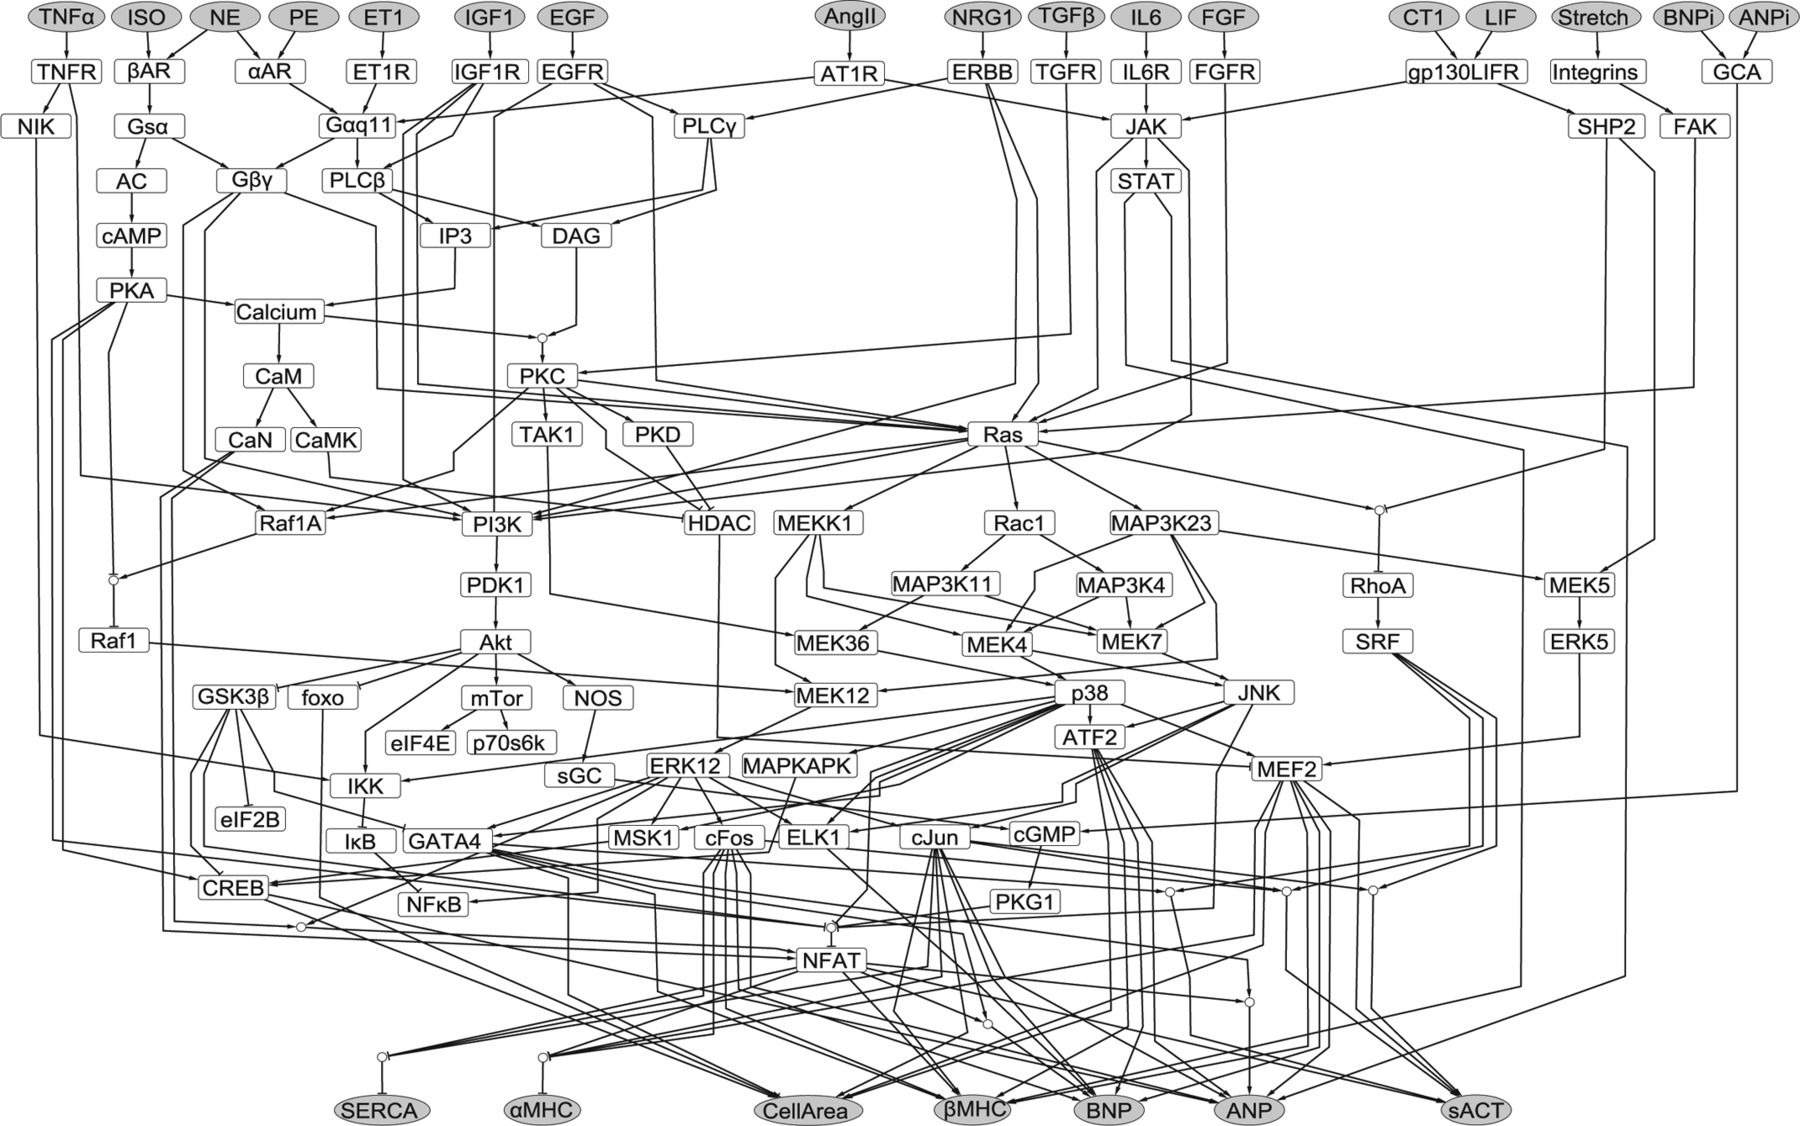 TNFα ISO NE PE ET1 IGF1 EGF AngII NRG1 TGFβ IL6 FGF CT1 LIF Stretch BNPi ANPi
TNFR βAR αAR ET1R IGF1R EGFR AT1R ERBB TGFR IL6R FGFR gp130LIFR Integrins GCA
NIK Gsα Gαq11 PLCγ JAK SHP2 FAK
AC Gβγ PLCβ STAT
cAMP IP3 DAG
PKA
Calcium
CaM PKC
CaN CaMK TAK1 PKD Ras
Raf1A PI3K HDAC MEKK1 Rac1 MAP3K23
PDK1 MAP3K11 MAP3K4 RhoA MEK5
Raf1 Akt MEK36 MEK4 MEK7 SRF ERK5
GSK3β foxo mTor NOS MEK12 p38 JNK
eIF4E p70s6k ATF2
IKK sGC ERK12 MAPKAPK MEF2
eIF2B
IκB GATA4 MSK1 cFos ELK1 cJun cGMP
CREB NFκB PKG1
NFAT
SERCA αMHC CellArea βMHC BNP ANP sACT